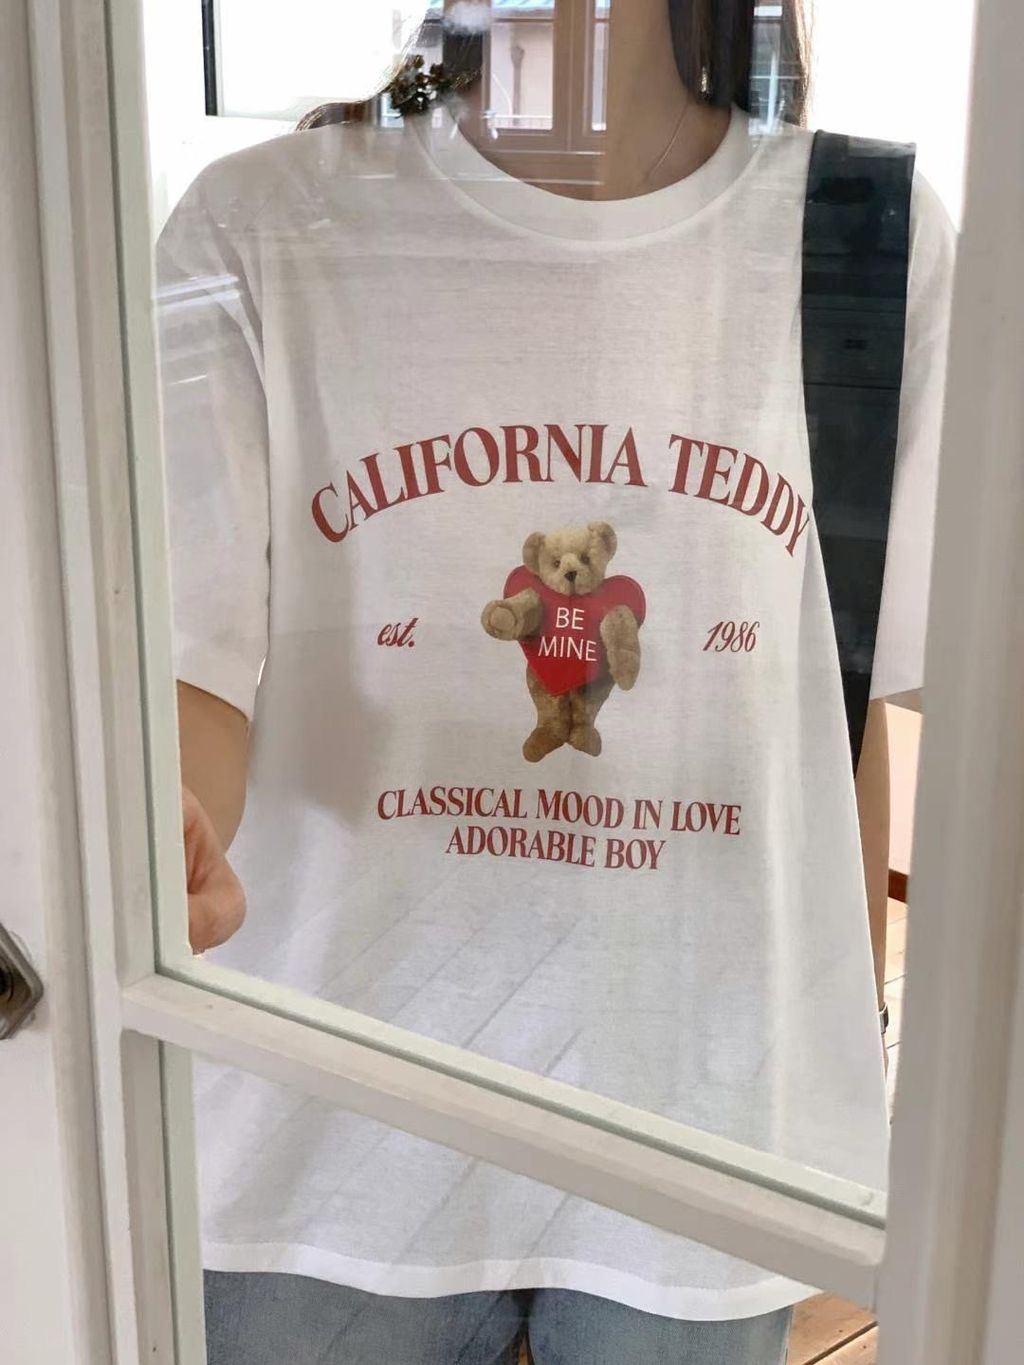 CALIFORNIA TEDDY
BE
MINE
est. 1986
CLASSICAL MOOD IN LOVE
ADORABLE BOY